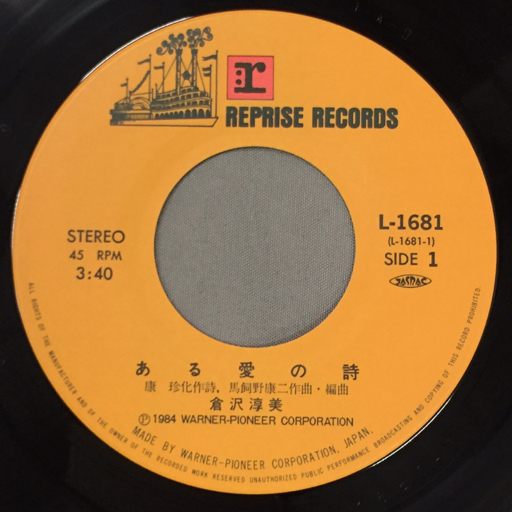 r
REPRISE RECORDS
STEREO
45 RPM
3:40
L-1681
(L-1681-1)
SIDE 1
JASRAC
ある愛の詩
康 珍化作詩、馬飼野康二作曲・編曲
倉沢淳美
Ⓟ1984 WARNER-PIONEER CORPORATION
MADE BY WARNER-PIONEER CORPORATION, JAPAN.
ALL RIGHTS OF THE MANUFACTURER AND OF THE OWNER OF THE RECORDED WORK RESERVED UNAUTHORIZED PUBLIC PERFORMANCE BROADCASTING AND COPYING OF THIS RECORD PROHIBITED